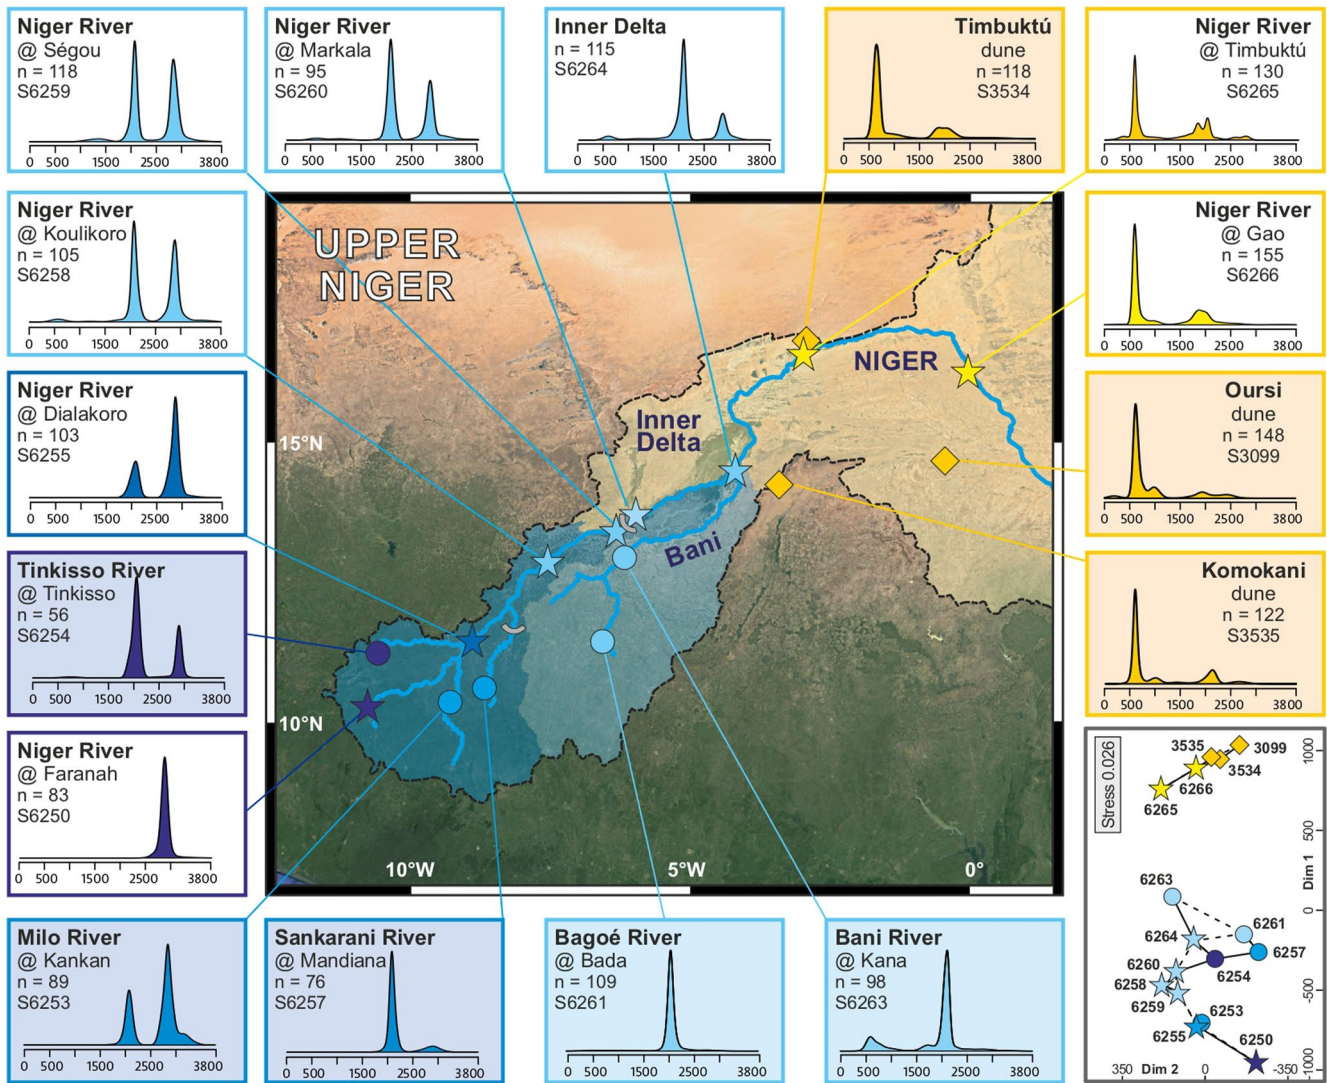 Niger River
@ Ségou
n = 118
S6259
0 500 1500 2500 3800
Niger River
@ Markala
n = 95
S6260
0 500 1500 2500 3800
Inner Delta
n = 115
S6264
0 500 1500 2500 3800
Timbuktú
dune
n =118
S3534
0 500 1500 2500 3800
Niger River
@ Timbuktú
n = 130
S6265
0 500 1500 2500 3800
Niger River
@ Koulikoro
n = 105
S6258
0 500 1500 2500 3800
Niger River
@ Gao
n = 155
S6266
0 500 1500 2500 3800
Niger River
@ Dialakoro
n = 103
S6255
0 500 1500 2500 3800
Oursi
dune
n = 148
S3099
0 500 1500 2500 3800
Tinkisso River
@ Tinkisso
n = 56
S6254
0 500 1500 2500 3800
Komokani
dune
n = 122
S3535
0 500 1500 2500 3800
Niger River
@ Faranah
n = 83
S6250
0 500 1500 2500 3800
UPPER
NIGER
NIGER
Inner
Delta
Bani
15°N
10°N
10°W 5°W 0°
Milo River
@ Kankan
n = 89
S6253
0 500 1500 2500 3800
Sankarani River
@ Mandiana
n = 76
S6257
0 500 1500 2500 3800
Bagoé River
@ Bada
n = 109
S6261
0 500 1500 2500 3800
Bani River
@ Kana
n = 98
S6263
0 500 1500 2500 3800
Stress 0.026
3535
3099
3534
6266
6265
6263
6261
6264
6257
6260
6254
6258
6259
6253
6255
6250
1000
500
Dim 1
0
-500
-1000
350 Dim 2 0 -350